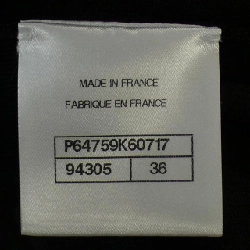 MADE IN FRANCE
FABRIQUE EN FRANCE
P64759K60717
94305 36